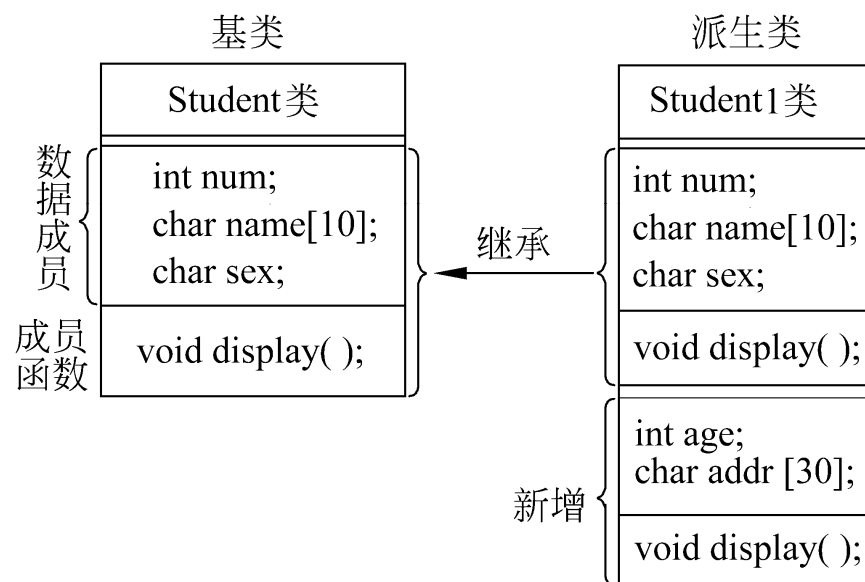 基类
Student类
数据成员
int num;
char name[10];
char sex;
成员
函数
void display( );
继承
派生类
Student1类
int num;
char name[10];
char sex;
void display( );
新增
int age;
char addr [30];
void display( );